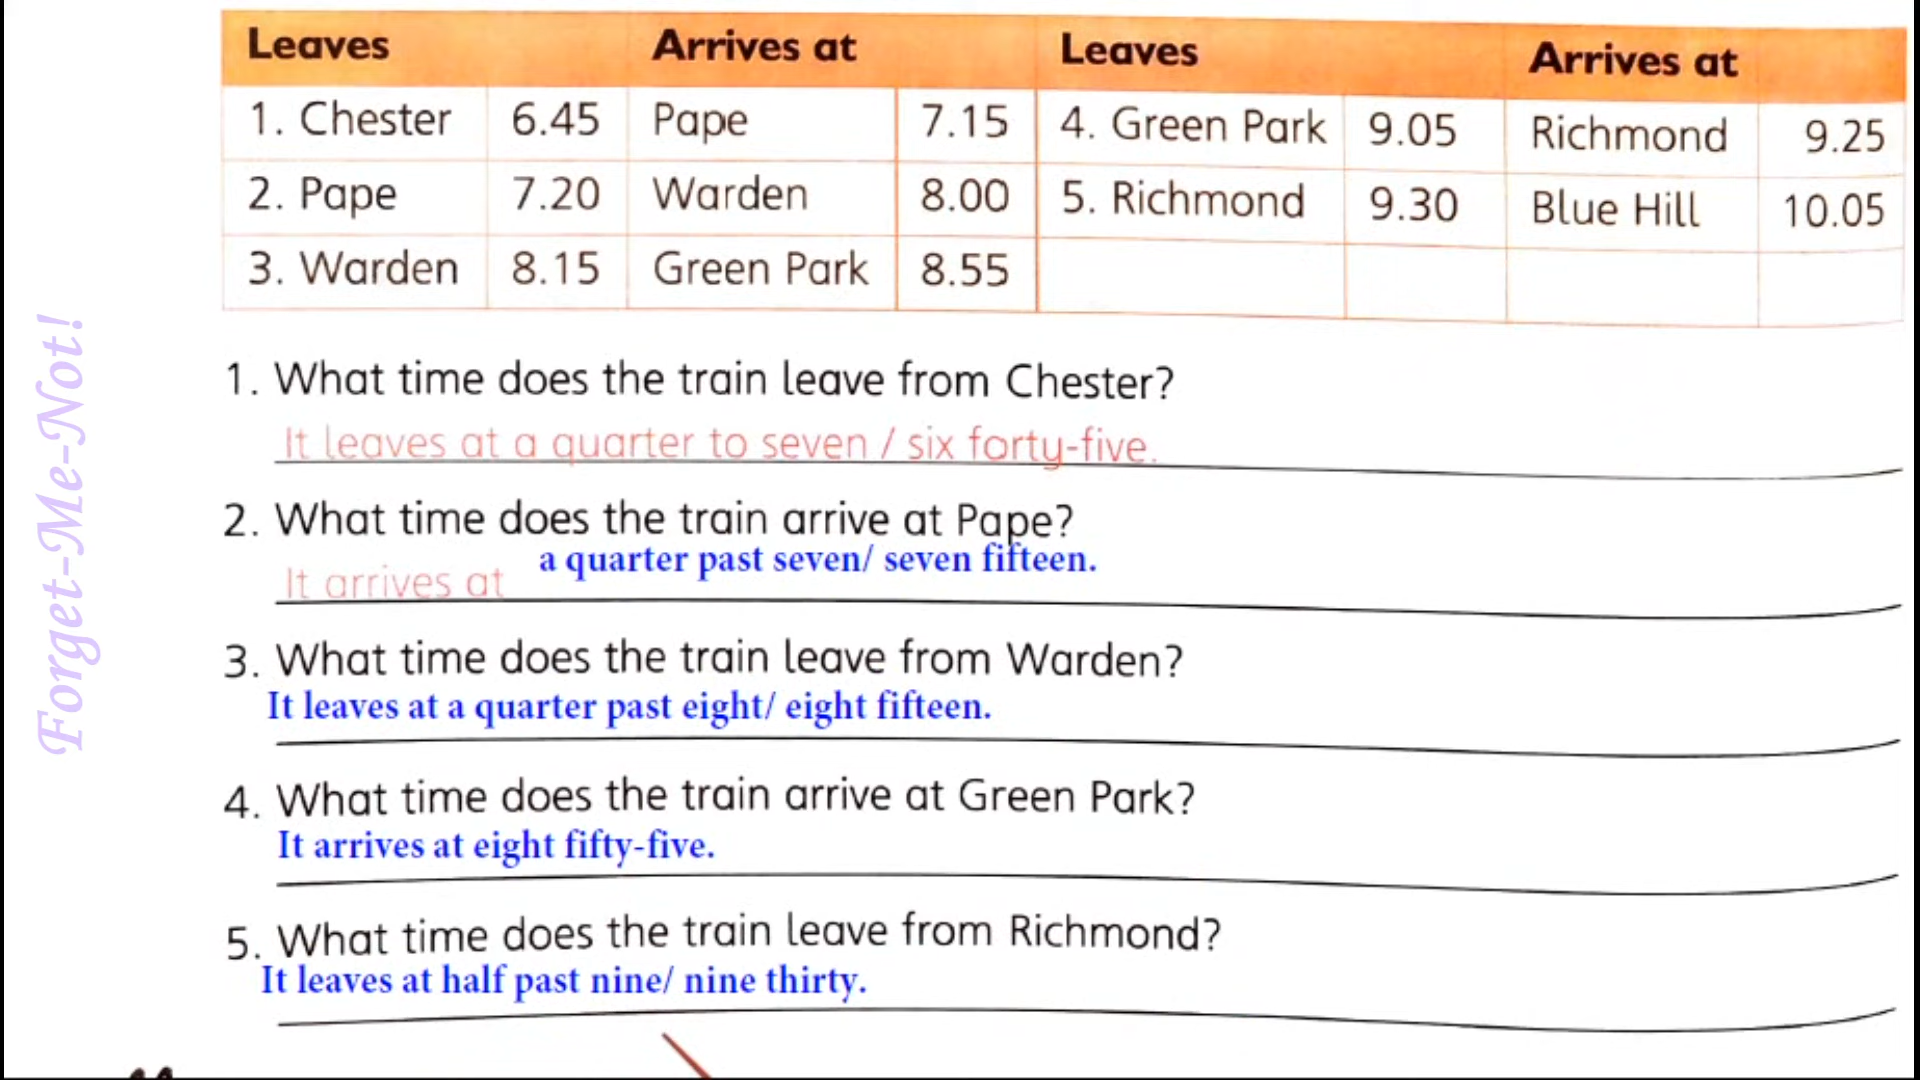 Leaves Arrives at Leaves Arrives at
1. Chester 6.45 Pape 7.15 4. Green Park 9.05 Richmond 9.25
2. Pape 7.20 Warden 8.00 5. Richmond 9.30 Blue Hill 10.05
3. Warden 8.15 Green Park 8.55
1. What time does the train leave from Chester?
It leaves at a quarter to seven / six forty-five.
2. What time does the train arrive at Pape?
It arrives at a quarter past seven/ seven fifteen.
3. What time does the train leave from Warden?
It leaves at a quarter past eight/ eight fifteen.
4. What time does the train arrive at Green Park?
It arrives at eight fifty-five.
5. What time does the train leave from Richmond?
It leaves at half past nine/ nine thirty.
Forget-Me-Not!